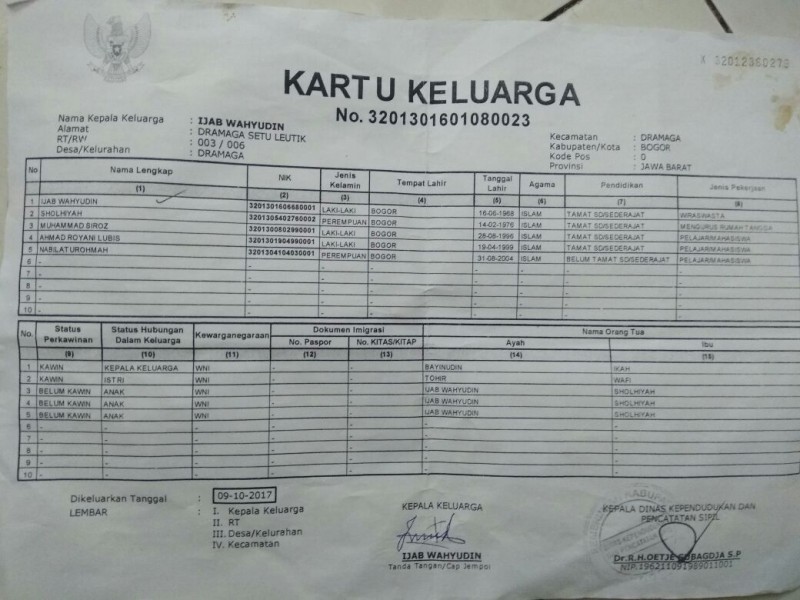 X 32012360273
KARTU KELUARGA
No. 3201301601080023
Nama Kepala Keluarga : IJAB WAHYUDIN
Alamat : DRAMAGA SETU LEUTIK
RT/RW : 003 / 006
Desa/Kelurahan : DRAMAGA
Kecamatan : DRAMAGA
Kabupaten/Kota : BOGOR
Kode Pos : 0
Provinsi : JAWA BARAT
No Nama Lengkap NIK Jenis Kelamin Tempat Lahir Tanggal Lahir Agama Pendidikan Jenis Pekerjaan
(1) (2) (3) (4) (5) (6) (7) (8)
1 IJAB WAHYUDIN 3201301606680001 LAKI-LAKI BOGOR 16-06-1968 ISLAM TAMAT SD/SEDERAJAT WIRASWASTA
2 SHOLHIYAH 3201305402760002 PEREMPUAN BOGOR 14-02-1976 ISLAM TAMAT SD/SEDERAJAT MENGURUS RUMAH TANGGA
3 MUHAMMAD SIROZ LAKI-LAKI BOGOR ISLAM TAMAT SD/SEDERAJAT PELAJAR/MAHASISWA
4 AHMAD ROYANI LUBIS 3201301904990001 LAKI-LAKI BOGOR 19-04-1999 ISLAM TAMAT SD/SEDERAJAT PELAJAR/MAHASISWA
5 NABILATUROHMAH 3201304104030001 PEREMPUAN BOGOR 31-08-2004 ISLAM BELUM TAMAT SD/SEDERAJAT PELAJAR/MAHASISWA
6 - - - - - - - -
7 - - - - - - - -
8 - - - - - - - -
9 - - - - - - - -
10 - - - - - - - -
No. Status Perkawinan Status Hubungan Dalam Keluarga Kewarganegaraan Dokumen Imigrasi Nama Orang Tua
No. Paspor No. KITAS/KITAP Ayah Ibu
(9) (10) (11) (12) (13) (14) (15)
1 KAWIN KEPALA KELUARGA WNI - - BAYINUDIN IKAH
2 KAWIN ISTRI WNI - - TOHIR WAFI
3 BELUM KAWIN ANAK WNI - - IJAB WAHYUDIN SHOLHIYAH
4 BELUM KAWIN ANAK WNI - - IJAB WAHYUDIN SHOLHIYAH
5 BELUM KAWIN ANAK WNI - - IJAB WAHYUDIN SHOLHIYAH
6 - - - - - - -
7 - - - - - - -
8 - - - - - - -
9 - - - - - - -
10 - - - - - - -
Dikeluarkan Tanggal : 09-10-2017
LEMBAR : I. Kepala Keluarga
II. RT
III. Desa/Kelurahan
IV. Kecamatan
KEPALA KELUARGA
IJAB WAHYUDIN
Tanda Tangan/Cap Jempol
KEPALA DINAS KEPENDUDUKAN DAN
PENCATATAN SIPIL
Dr.R.H.OETJE SUBAGDJA S.P
NIP.196211091989011001